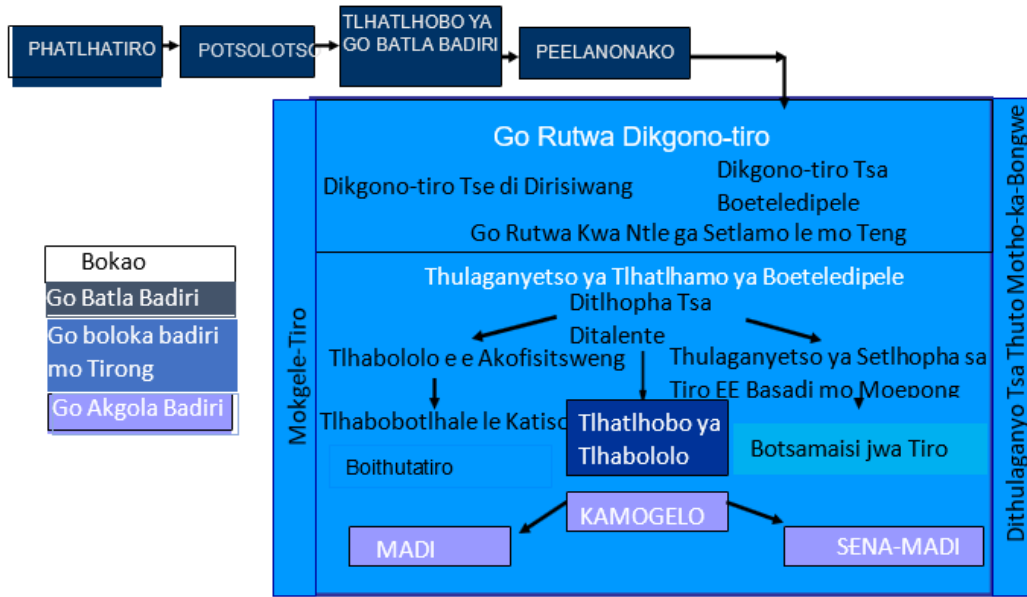 PHATLHATIRO
POTSOLOTSO
TLHATLHOBO YA
GO BATLA BADIRI
PEELANONAKO
Go Rutwa Dikgono-tiro
Dikgono-tiro Tse di Dirisiwang
Dikgono-tiro Tsa
Boeteledipele
Go Rutwa Kwa Ntle ga Setlamo le mo Teng
Bokao
Go Batla Badiri
Go boloka badiri
mo Tirong
Go Akgola Badiri
Mokgele-Tiro
Thulaganyetso ya Tlhatlhamo ya Boeteledipele
Ditlhopha Tsa
Ditalente
Tlhabololo e e Akofisitsweng
Thulaganyetso ya Setlhopha sa
Tiro EE Basadi mo Moepong
Tlhabobotlhale le Katiso
Tlhatlhobo ya
Tlhabololo
Boithutatiro
Botsamaisi jwa Tiro
KAMOGELO
MADI
SENA-MADI
Dithulaganyo Tsa Thuto Motho-ka-Bongwe